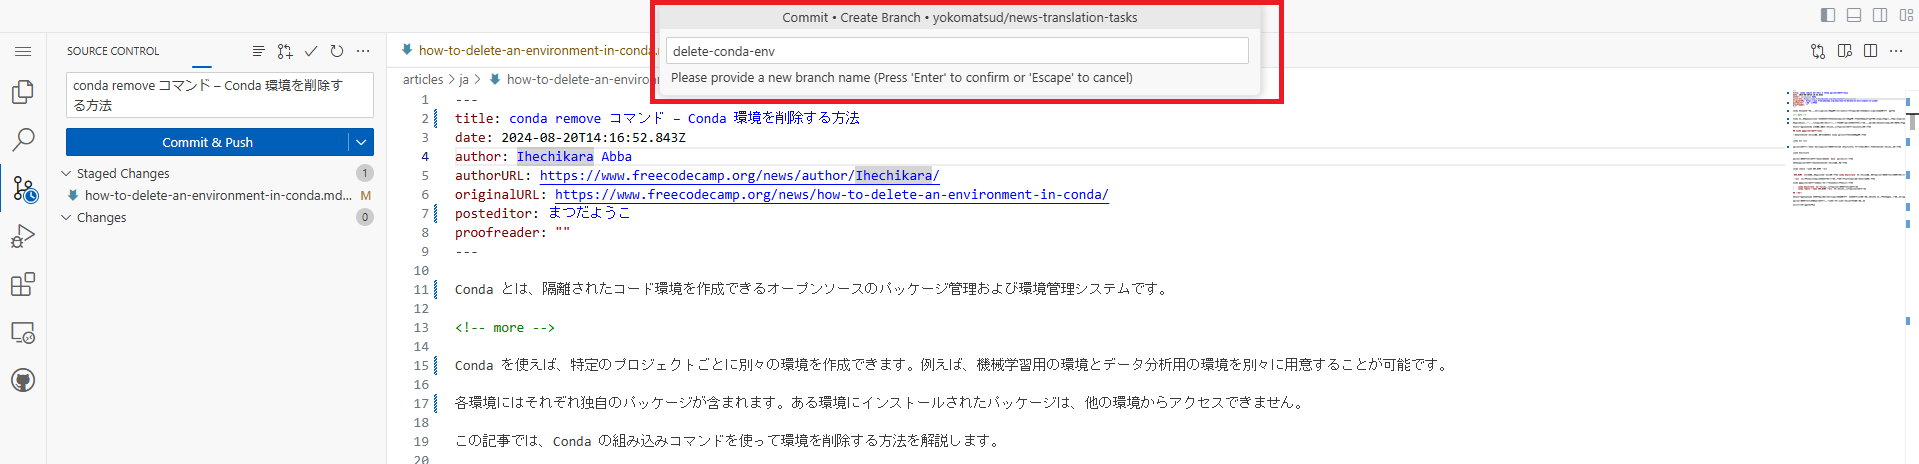 Commit • Create Branch • yokomatsud/news-translation-tasks
delete-conda-env
Please provide a new branch name (Press 'Enter' to confirm or 'Escape' to cancel)
SOURCE CONTROL
conda remove コマンド – Conda 環境を削除す
る方法
Commit & Push
Staged Changes 1
how-to-delete-an-environment-in-conda.md... M
Changes 0
how-to-delete-an-environment-in-conda.
articles > ja > how-to-delete-an-environm
1 ---
2 title: conda remove コマンド – Conda 環境を削除する方法
3 date: 2024-08-20T14:16:52.843Z
4 author: Ihechikara Abba
5 authorURL: https://www.freecodecamp.org/news/author/Ihechikara/
6 originalURL: https://www.freecodecamp.org/news/how-to-delete-an-environment-in-conda/
7 posteditor: まつだようこ
8 proofreader: ""
9 ---
10
11 Conda とは、隔離されたコード環境を作成できるオープンソースのパッケージ管理および環境管理システムです。
12
13 <!-- more -->
14
15 Conda を使えば、特定のプロジェクトごとに別々の環境を作成できます。例えば、機械学習用の環境とデータ分析用の環境を別々に用意することが可能です。
16
17 各環境にはそれぞれ独自のパッケージが含まれます。ある環境にインストールされたパッケージは、他の環境からアクセスできません。
18
19 この記事では、Conda の組み込みコマンドを使って環境を削除する方法を解説します。
20